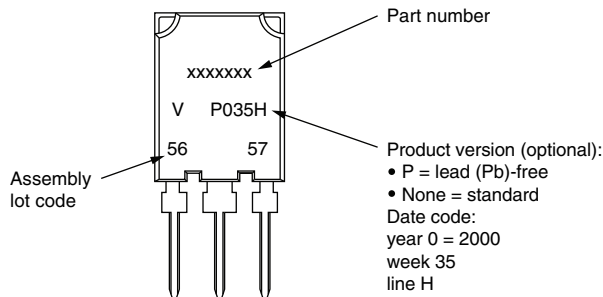 Part number
xxxxxxx
V P035H
56 57
Assembly
lot code
Product version (optional):
• P = lead (Pb)-free
• None = standard
Date code:
year 0 = 2000
week 35
line H